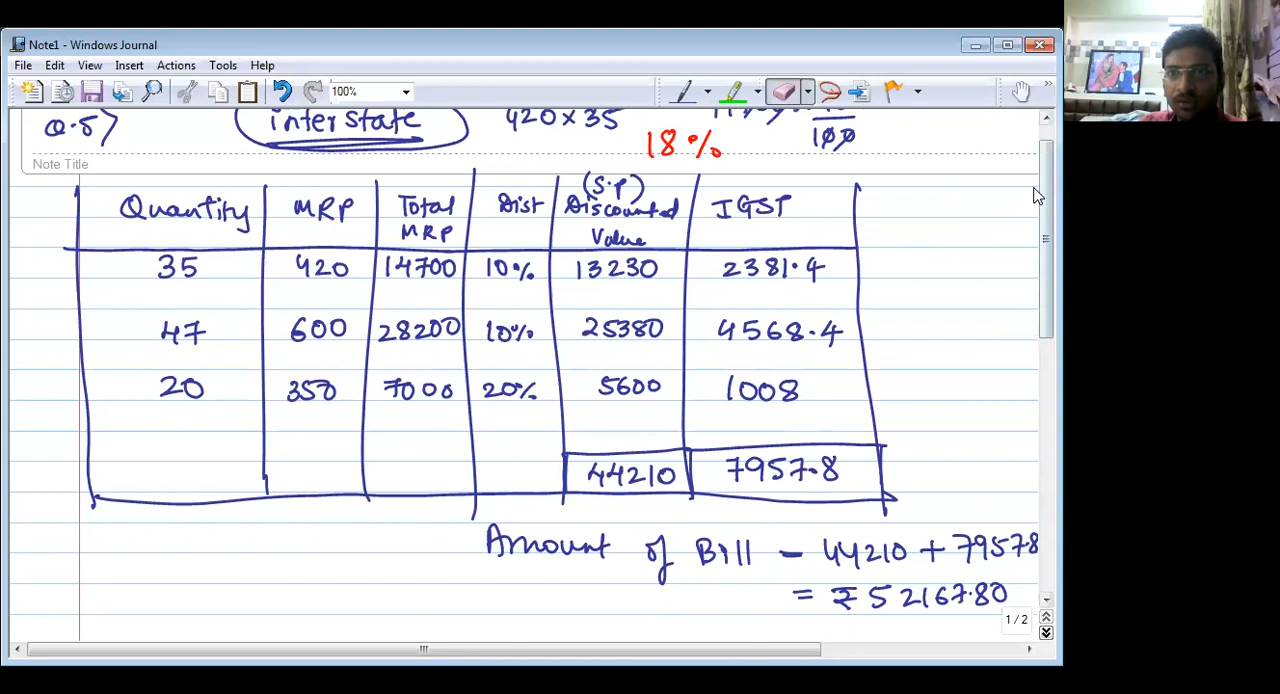 Note1 - Windows Journal
File Edit View Insert Actions Tools Help
100%
Q.5) interstate 420 x 35
100
18%
Note Title
Quantity MRP Total MRP Dist (S.P) Discounted Value IGST
35 420 14700 10% 13230 2381.4
47 600 28200 10% 25380 4568.4
20 350 7000 20% 5600 1008
44210 7957.8
Amount of Bill - 44210 + 7957.8
= ₹ 52167.80
1 / 2